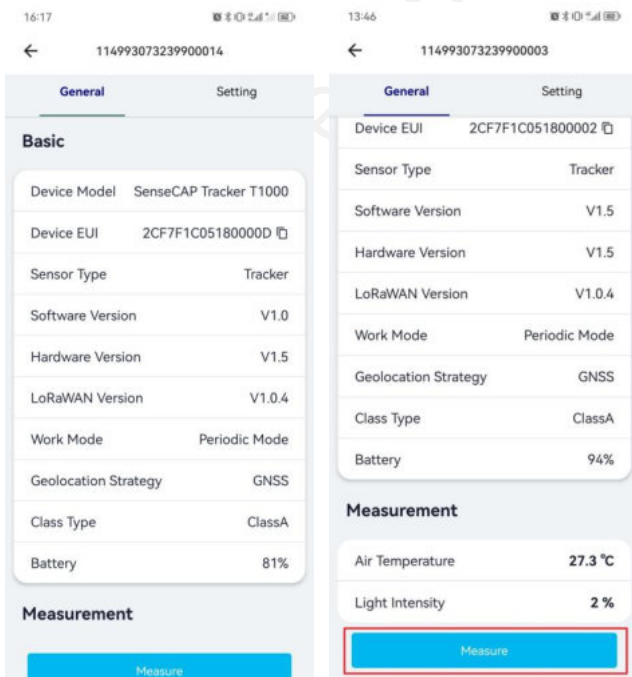 16:17
114993073239900014
General Setting
Basic
Device Model SenseCAP Tracker T1000
Device EUI 2CF7F1C05180000D
Sensor Type Tracker
Software Version V1.0
Hardware Version V1.5
LoRaWAN Version V1.0.4
Work Mode Periodic Mode
Geolocation Strategy GNSS
Class Type ClassA
Battery 81%
Measurement
Measure
13:46
114993073239900003
General Setting
Device EUI 2CF7F1C051800002
Sensor Type Tracker
Software Version V1.5
Hardware Version V1.5
LoRaWAN Version V1.0.4
Work Mode Periodic Mode
Geolocation Strategy GNSS
Class Type ClassA
Battery 94%
Measurement
Air Temperature 27.3 °C
Light Intensity 2 %
Measure